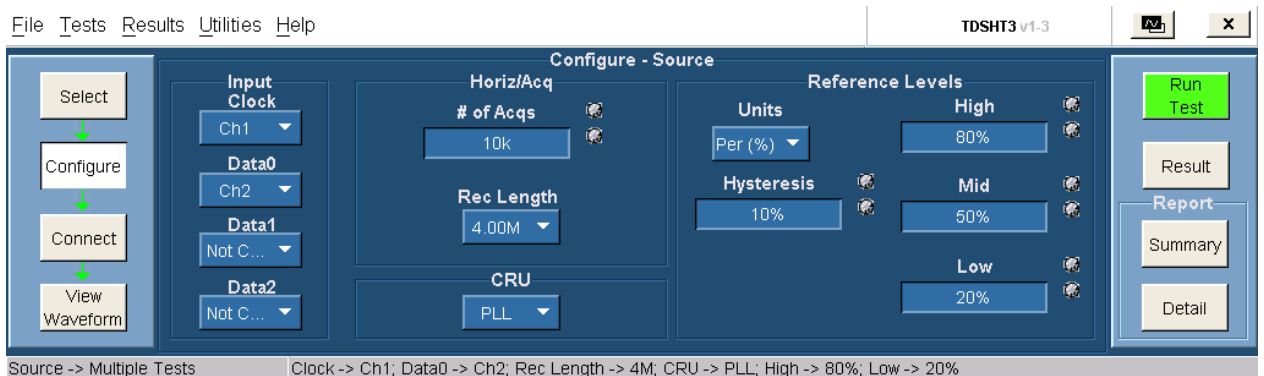 File Tests Results Utilities Help
TDSHT3 v1-3
x
Select
Configure
Connect
View
Waveform
Configure - Source
Input
Clock
Ch1
Data0
Ch2
Data1
Not C...
Data2
Not C...
Horiz/Acq
# of Acqs
10k
Rec Length
4.00M
CRU
PLL
Reference Levels
Units
Per (%)
Hysteresis
10%
High
80%
Mid
50%
Low
20%
Run
Test
Result
Report
Summary
Detail
Source -> Multiple Tests
Clock -> Ch1; Data0 -> Ch2; Rec Length -> 4M; CRU -> PLL; High -> 80%; Low -> 20%